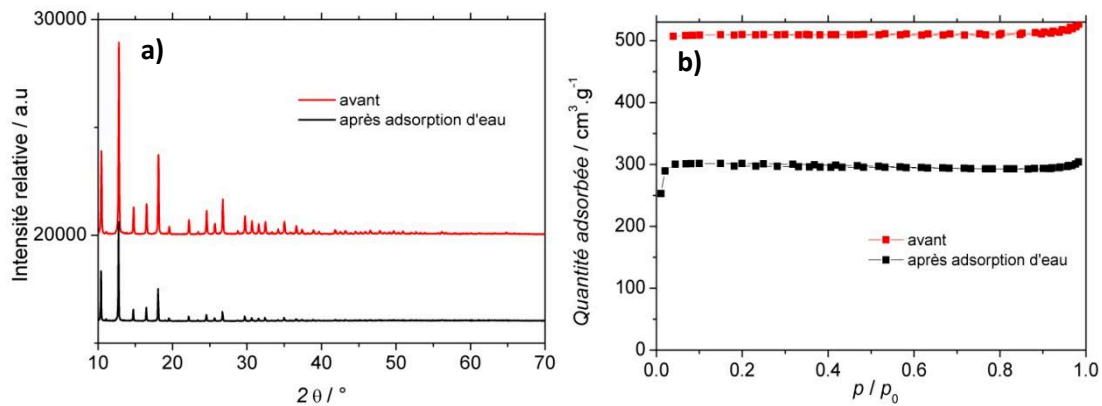 30000
a)
avant
après adsorption d'eau
Intensité relative / a.u
20000
10 20 30 40 50 60 70
2 θ / °
500
b)
400
300
200
100
0
avant
après adsorption d'eau
Quantité adsorbée / cm³.g⁻¹
0.0 0.2 0.4 0.6 0.8 1.0
p / p₀